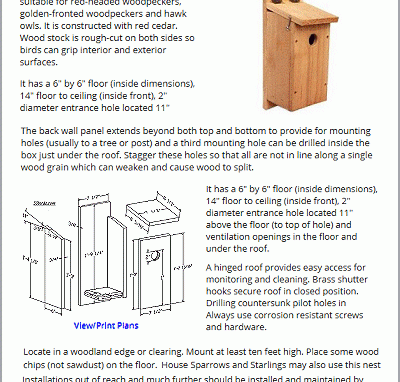 suitable for red-headed woodpeckers,
golden-fronted woodpeckers and hawk
owls. It is constructed with red cedar.
Wood stock is rough-cut on both sides so
birds can grip interior and exterior
surfaces.
It has a 6" by 6" floor (inside dimensions),
14" floor to ceiling (inside front), 2"
diameter entrance hole located 11"
The back wall panel extends beyond both top and bottom to provide for mounting
holes (usually to a tree or post) and a third mounting hole can be drilled inside the
box just under the roof. Stagger these holes so that all are not in line along a single
wood grain which can weaken and cause wood to split.
It has a 6" by 6" floor (inside dimensions),
14" floor to ceiling (inside front), 2"
diameter entrance hole located 11"
above the floor (to top of hole) and
ventilation openings in the floor and
under the roof.
A hinged roof provides easy access for
monitoring and cleaning. Brass shutter
hooks secure roof in closed position.
Drilling countersunk pilot holes in
Always use corrosion resistant screws
and hardware.
View/Print Plans
Locate in a woodland edge or clearing. Mount at least ten feet high. Place some wood
chips (not sawdust) on the floor. House Sparrows and Starlings may also use this nest
Installations out of reach and much further should be installed and maintained by